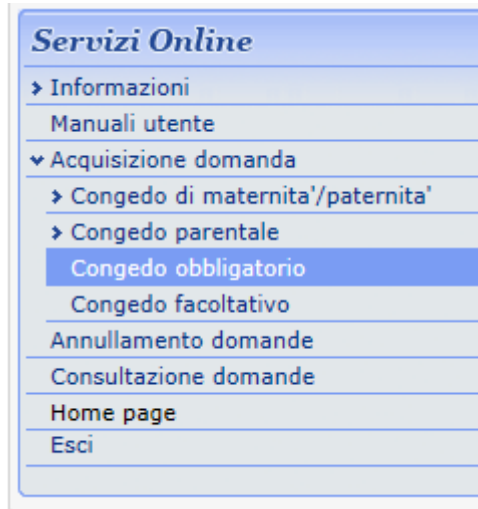 Servizi Online
Informazioni
Manuali utente
Acquisizione domanda
Congedo di maternita'/paternita'
Congedo parentale
Congedo obbligatorio
Congedo facoltativo
Annullamento domande
Consultazione domande
Home page
Esci